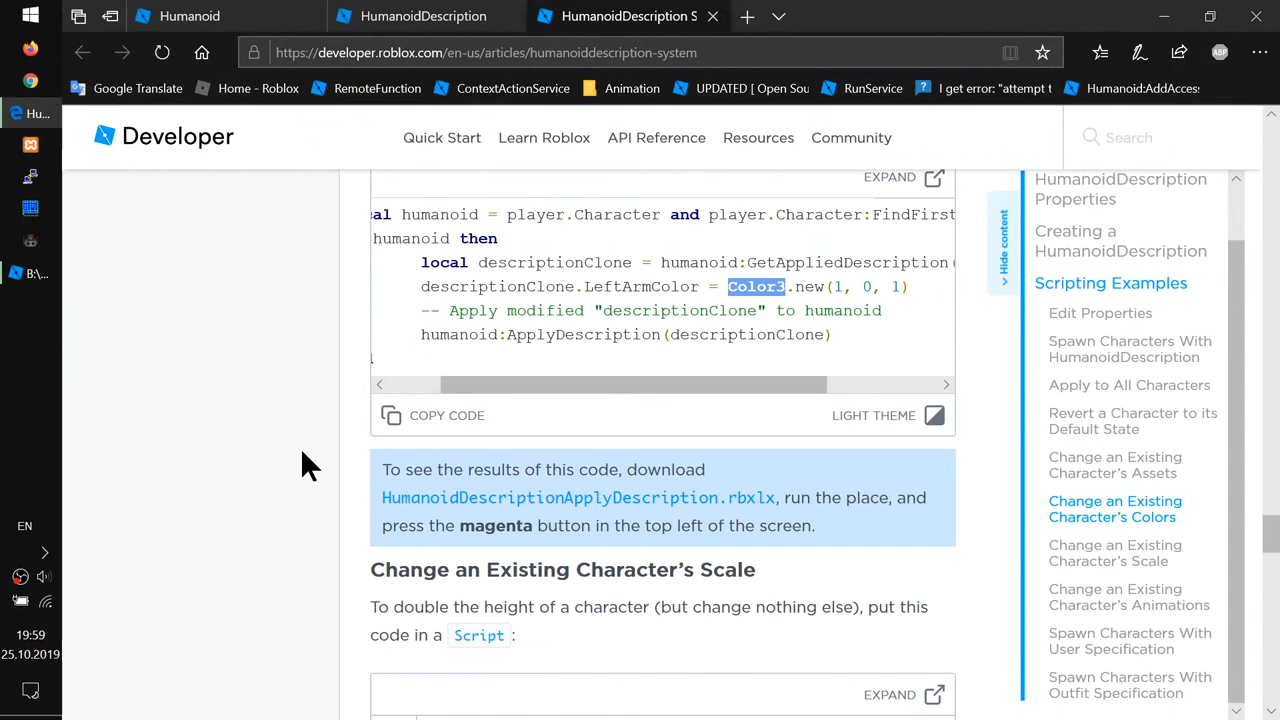 Humanoid
HumanoidDescription
HumanoidDescription S
https://developer.roblox.com/en-us/articles/humanoiddescription-system
ABP
Google Translate
Home - Roblox
RemoteFunction
ContextActionService
Animation
UPDATED [ Open Sou
RunService
I get error: "attempt t
Humanoid:AddAccess
Hu...
B:\...
EN
19:59
25.10.2019
Developer
Quick Start
Learn Roblox
API Reference
Resources
Community
Search
EXPAND
al humanoid = player.Character and player.Character:FindFirst
humanoid then
local descriptionClone = humanoid:GetAppliedDescription(
descriptionClone.LeftArmColor = Color3.new(1, 0, 1)
-- Apply modified "descriptionClone" to humanoid
humanoid:ApplyDescription(descriptionClone)
COPY CODE
LIGHT THEME
To see the results of this code, download
HumanoidDescriptionApplyDescription.rbxlx, run the place, and
press the magenta button in the top left of the screen.
Change an Existing Character’s Scale
To double the height of a character (but change nothing else), put this
code in a Script:
EXPAND
Hide content
HumanoidDescription
Properties
Creating a
HumanoidDescription
Scripting Examples
Edit Properties
Spawn Characters With
HumanoidDescription
Apply to All Characters
Revert a Character to its
Default State
Change an Existing
Character’s Assets
Change an Existing
Character’s Colors
Change an Existing
Character’s Scale
Change an Existing
Character’s Animations
Spawn Characters With
User Specification
Spawn Characters With
Outfit Specification